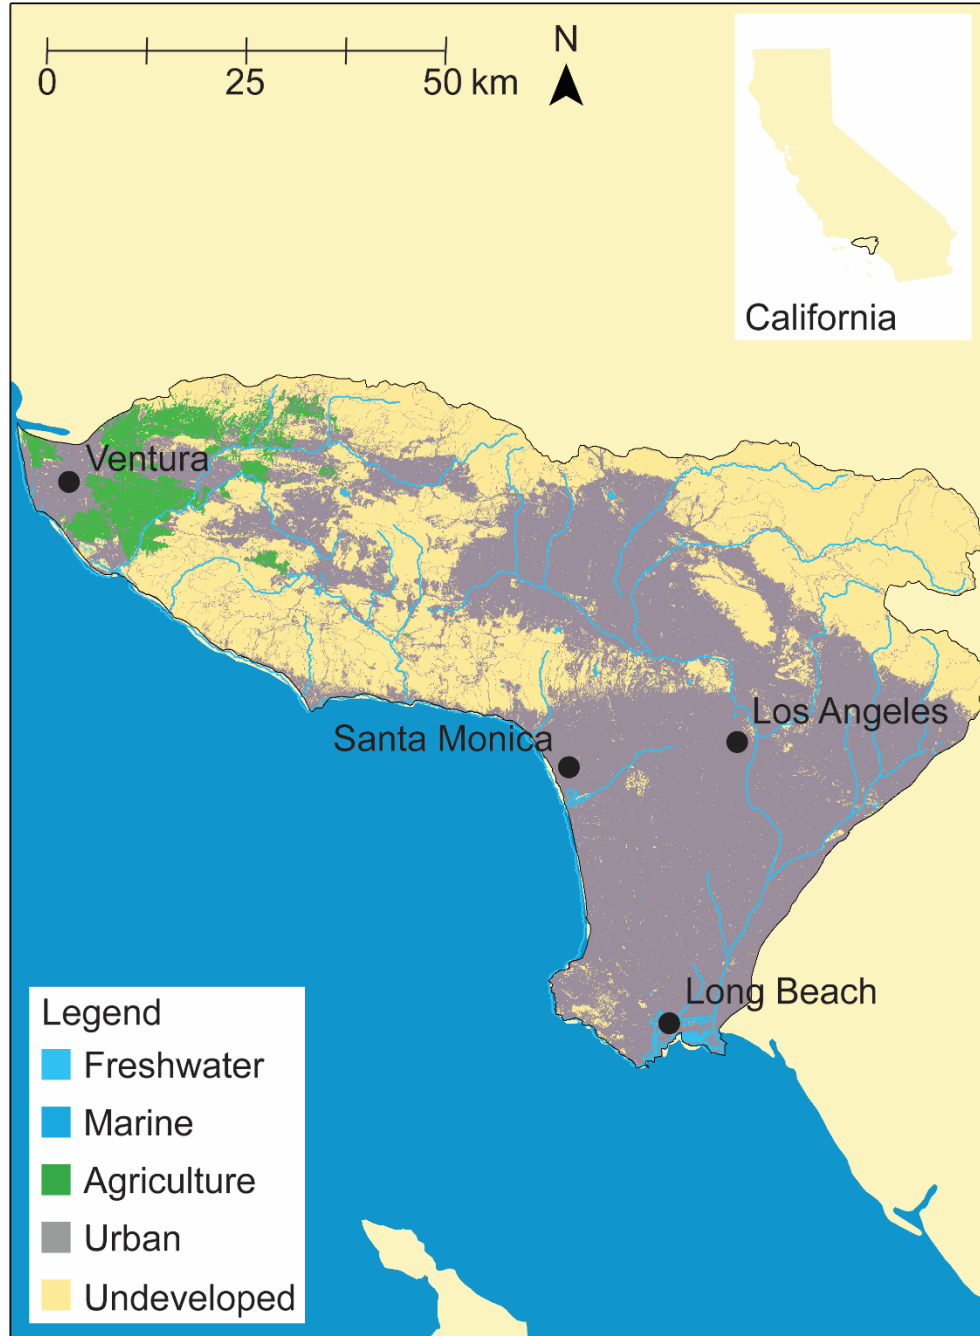 N
0 25 50 km
California
Ventura
Los Angeles
Santa Monica
Long Beach
Legend
Freshwater
Marine
Agriculture
Urban
Undeveloped